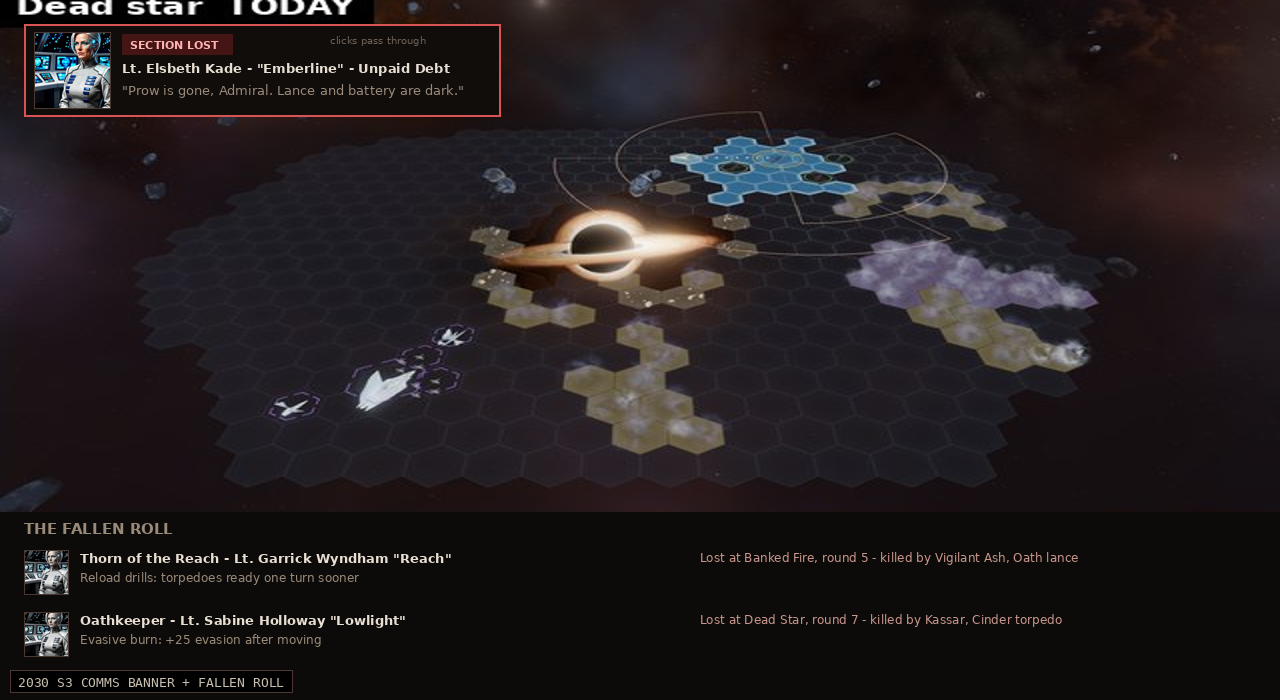 Dead star TODAY
SECTION LOST
clicks pass through
Lt. Elsbeth Kade - "Emberline" - Unpaid Debt
"Prow is gone, Admiral. Lance and battery are dark."
THE FALLEN ROLL
Thorn of the Reach - Lt. Garrick Wyndham "Reach"
Lost at Banked Fire, round 5 - killed by Vigilant Ash, Oath lance
Reload drills: torpedoes ready one turn sooner
Oathkeeper - Lt. Sabine Holloway "Lowlight"
Lost at Dead Star, round 7 - killed by Kassar, Cinder torpedo
Evasive burn: +25 evasion after moving
2030 S3 COMMS BANNER + FALLEN ROLL